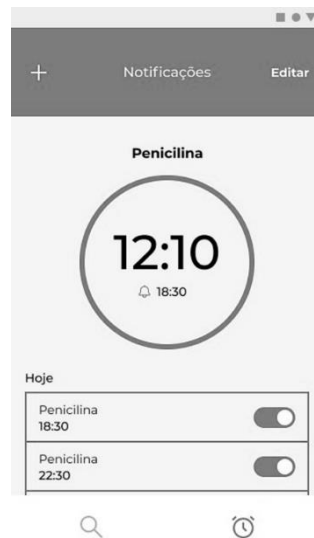 + Notificações Editar
Penicilina
12:10
18:30
Hoje
Penicilina
18:30
Penicilina
22:30